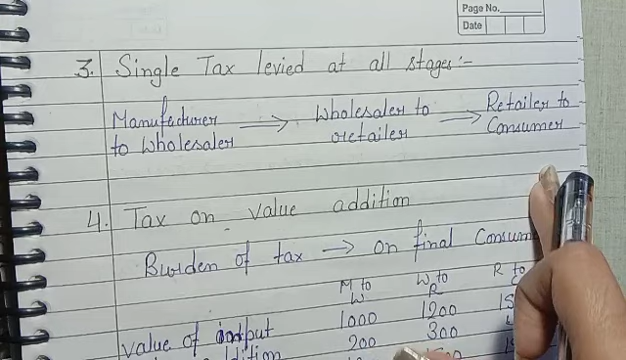 Page No.
Date
3. Single Tax levied at all stages:-
Manufacturer → Wholesaler to → Retailer to
to Wholesaler retailer Consumer
4. Tax on value addition
Burden of tax → on final
M to W W to R R to
Value of input 1000 1200
200 300